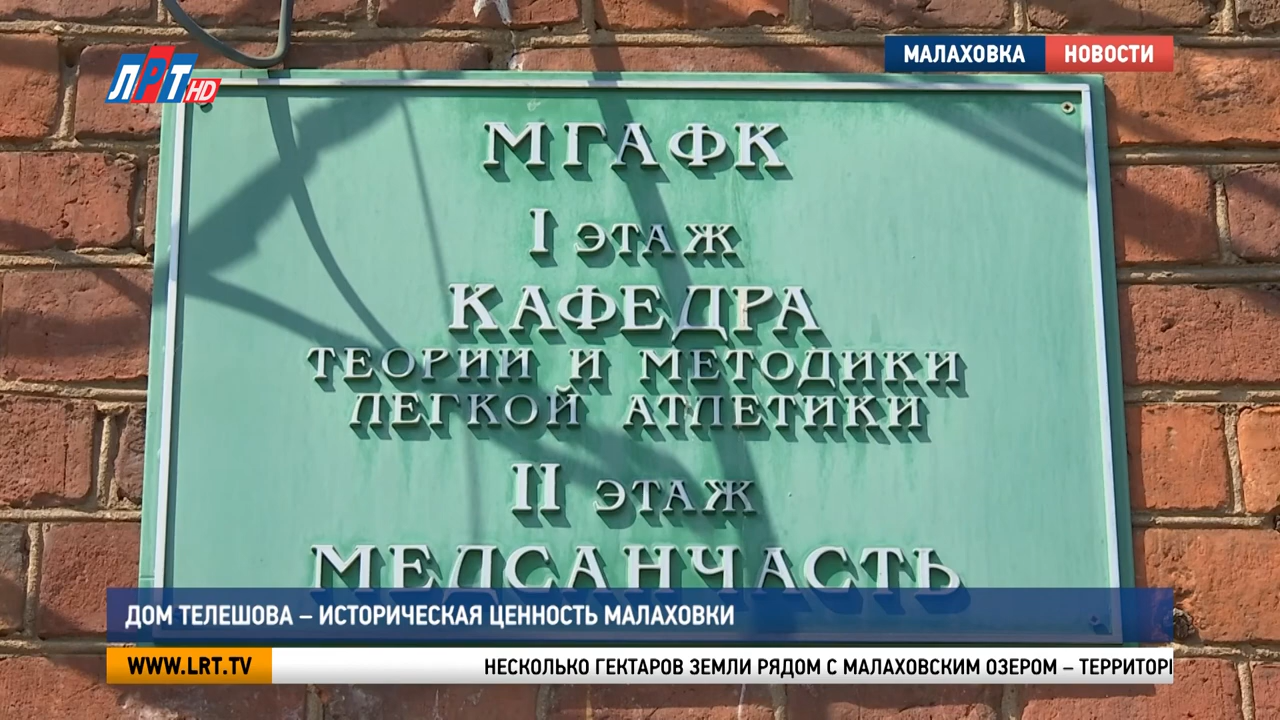 ЛРТ HD
МАЛАХОВКА НОВОСТИ
МГАФК
I ЭТАЖ
КАФЕДРА
ТЕОРИИ И МЕТОДИКИ
ЛЕГКОЙ АТЛЕТИКИ
II ЭТАЖ
МЕДСАНЧАСТЬ
ДОМ ТЕЛЕШОВА – ИСТОРИЧЕСКАЯ ЦЕННОСТЬ МАЛАХОВКИ
WWW.LRT.TV НЕСКОЛЬКО ГЕКТАРОВ ЗЕМЛИ РЯДОМ С МАЛАХОВСКИМ ОЗЕРОМ –